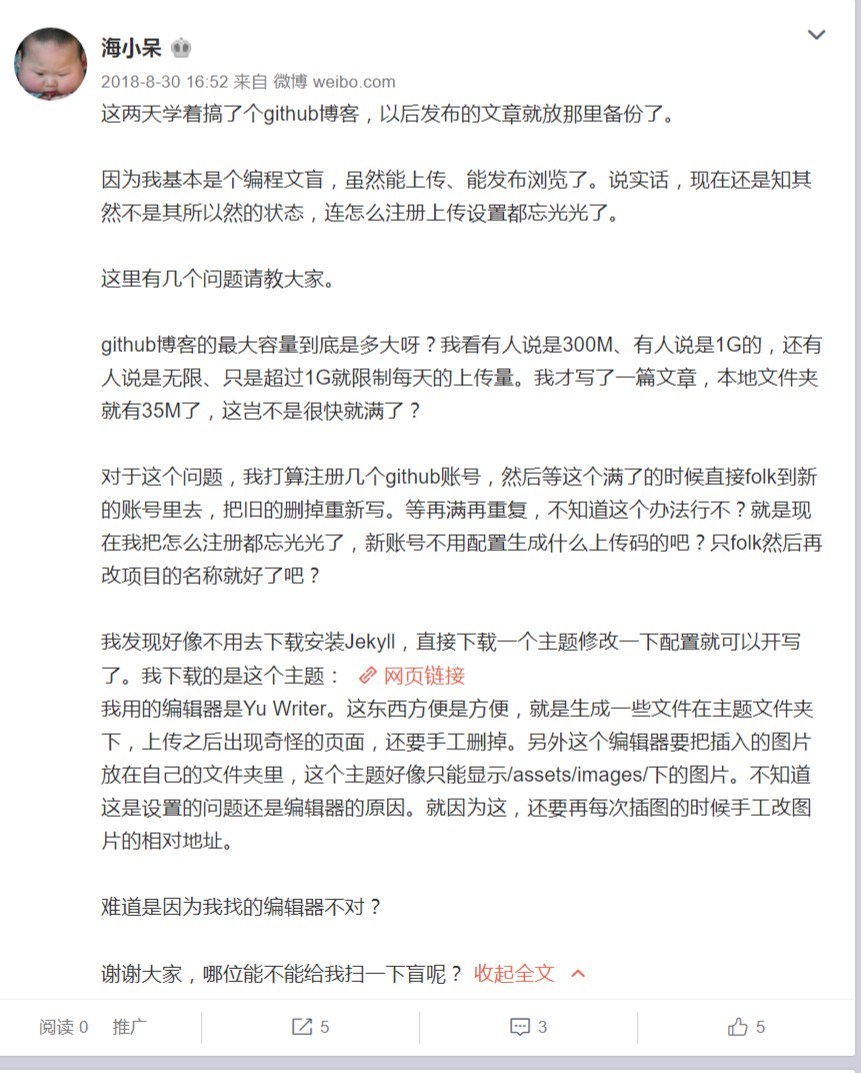 海小呆
2018-8-30 16:52 来自 微博 weibo.com
这两天学着搞了个github博客，以后发布的文章就放那里备份了。
因为我基本是个编程文盲，虽然能上传、能发布浏览了。说实话，现在还是知其
然不是其所以然的状态，连怎么注册上传设置都忘光光了。
这里有几个问题请教大家。
github博客的最大容量到底是多大呀？我看有人说是300M、有人说是1G的，还有
人说是无限、只是超过1G就限制每天的上传量。我才写了一篇文章，本地文件夹
就有35M了，这岂不是很快就满了？
对于这个问题，我打算注册几个github账号，然后等这个满了的时候直接folk到新
的账号里去，把旧的删掉重新写。等再满再重复，不知道这个办法行不？就是现
在我把怎么注册都忘光光了，新账号不用配置生成什么上传码的吧？只folk然后再
改项目的名称就好了吧？
我发现好像不用去下载安装Jekyll，直接下载一个主题修改一下配置就可以开写
了。我下载的是这个主题： 网页链接
我用的编辑器是Yu Writer。这东西方便是方便，就是生成一些文件在主题文件夹
下，上传之后出现奇怪的页面，还要手工删掉。另外这个编辑器要把插入的图片
放在自己的文件夹里，这个主题好像只能显示/assets/images/下的图片。不知道
这是设置的问题还是编辑器的原因。就因为这，还要再每次插图的时候手工改图
片的相对地址。
难道是因为我找的编辑器不对？
谢谢大家，哪位能不能给我扫一下盲呢？ 收起全文
阅读 0 推广 5 3 5